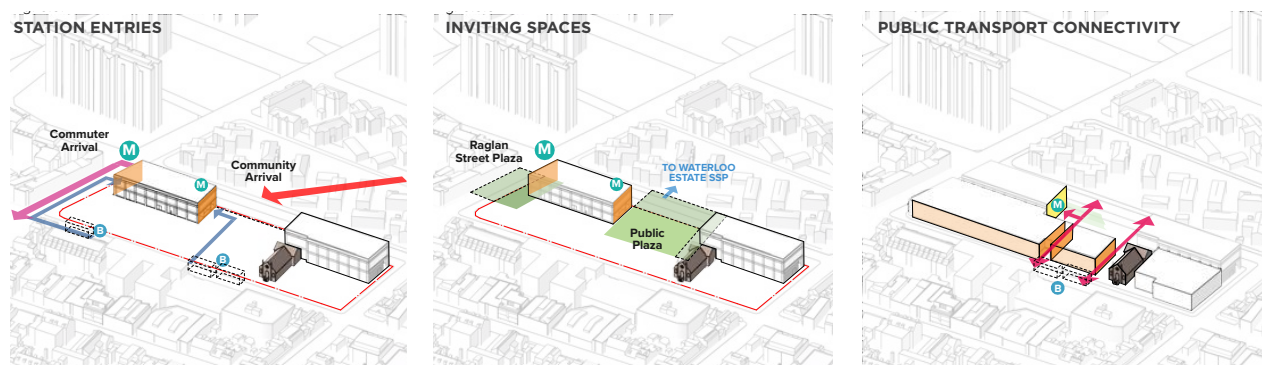 STATION ENTRIES
Commuter
Arrival
M
Community
Arrival
M
B
B
INVITING SPACES
Raglan
Street Plaza
M
M
TO WATERLOO
ESTATE SSP
Public
Plaza
PUBLIC TRANSPORT CONNECTIVITY
M
B